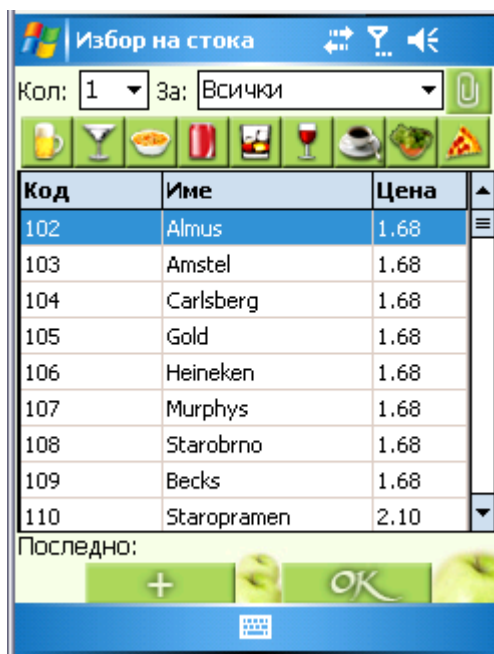 Избор на стока
Кол: 1 За: Всички
Код Име Цена
102 Almus 1.68
103 Amstel 1.68
104 Carlsberg 1.68
105 Gold 1.68
106 Heineken 1.68
107 Murphys 1.68
108 Starobrno 1.68
109 Becks 1.68
110 Staropramen 2.10
Последно:
+ OK